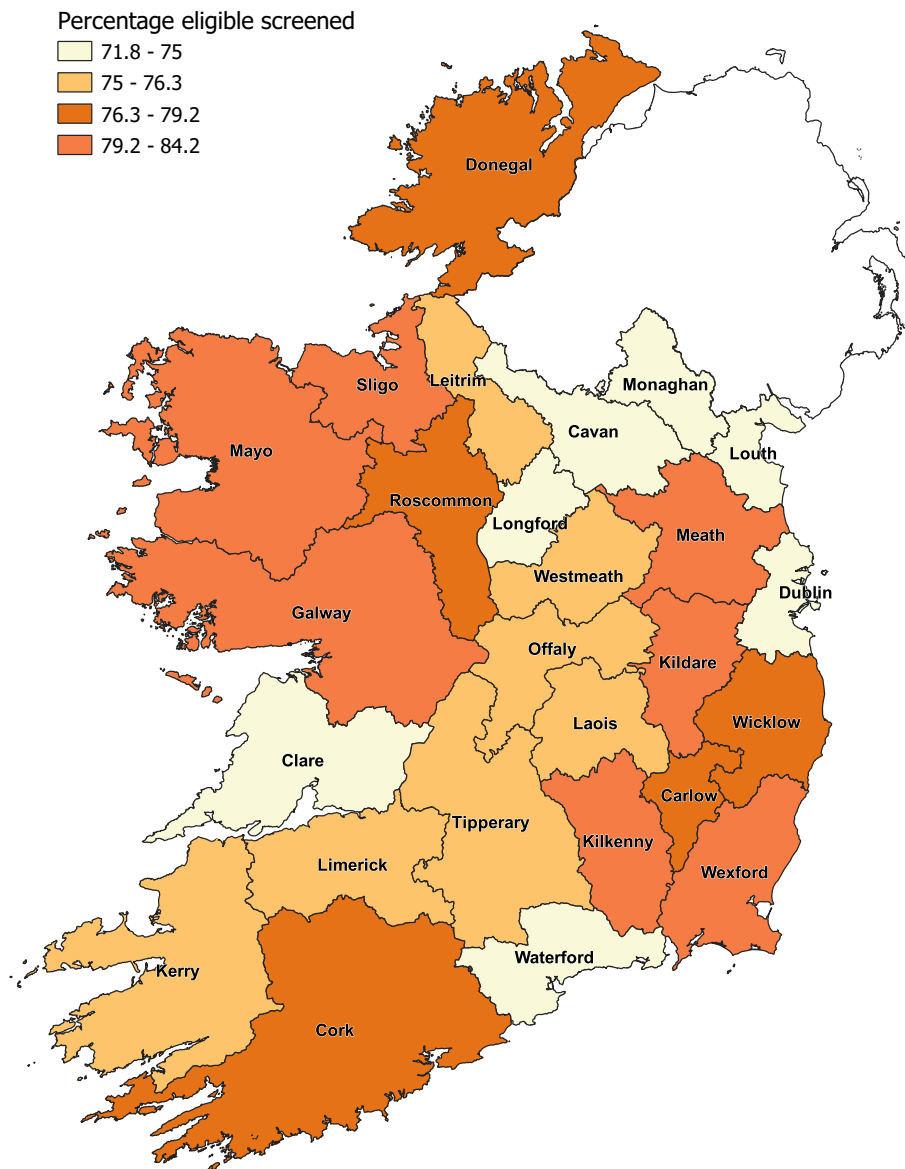 Percentage eligible screened
71.8 - 75
75 - 76.3
76.3 - 79.2
79.2 - 84.2
Donegal
Sligo
Leitrim
Monaghan
Cavan
Mayo
Louth
Roscommon
Longford
Meath
Westmeath
Dublin
Galway
Offaly
Kildare
Laois
Wicklow
Clare
Carlow
Tipperary
Kilkenny
Limerick
Wexford
Waterford
Kerry
Cork